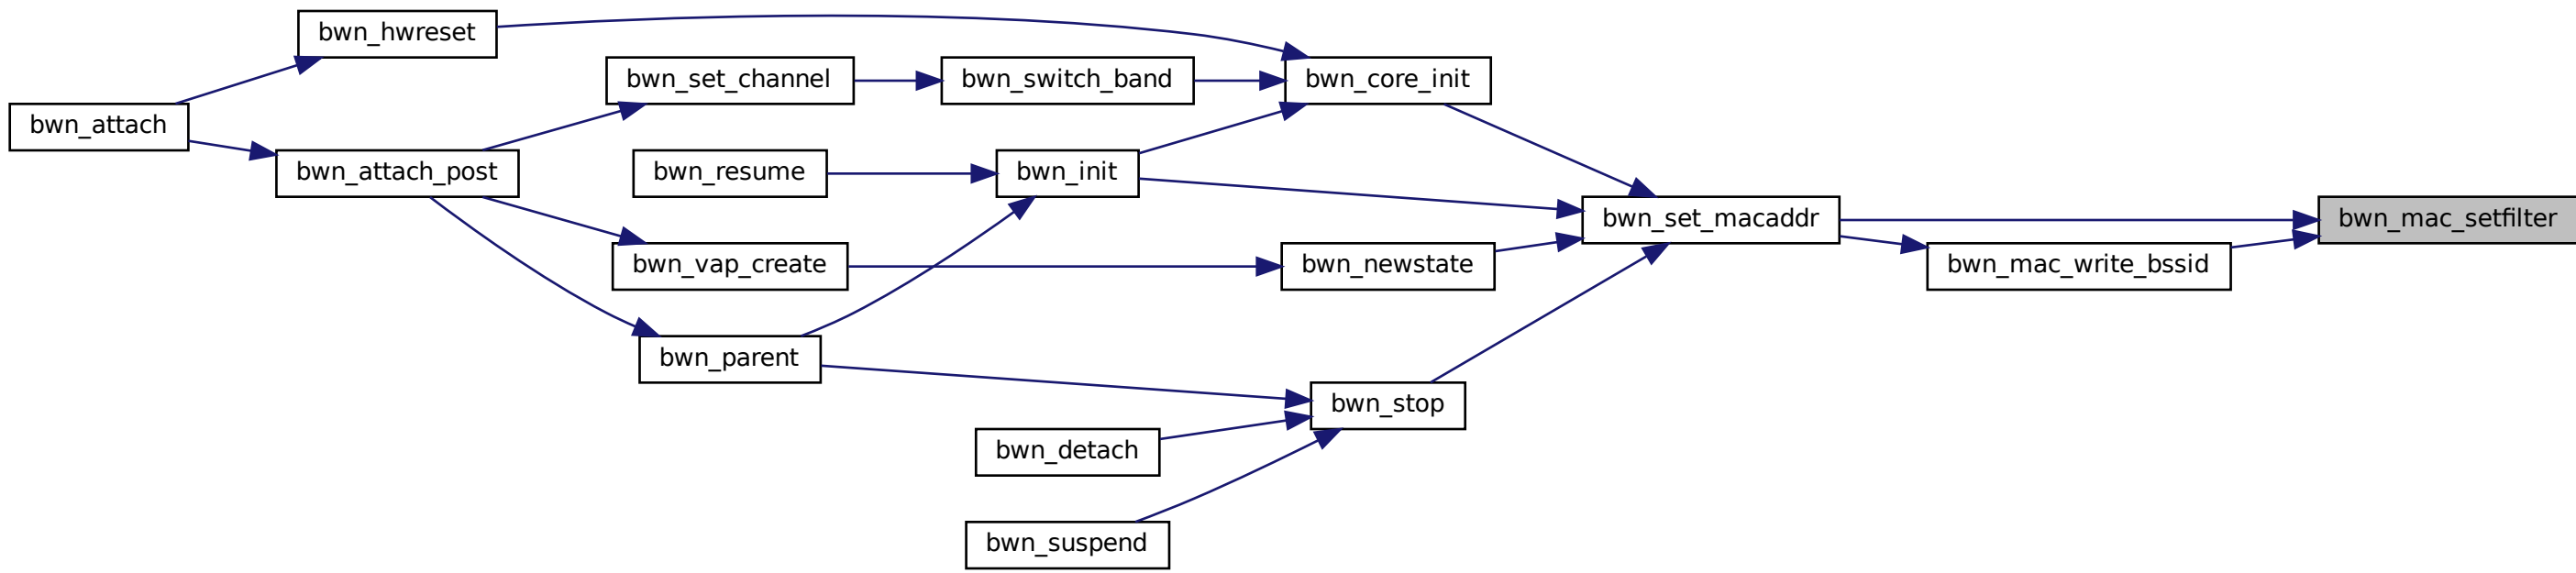 bwn_hwreset
bwn_set_channel
bwn_switch_band
bwn_core_init
bwn_attach
bwn_attach_post
bwn_resume
bwn_init
bwn_set_macaddr
bwn_mac_setfilter
bwn_vap_create
bwn_newstate
bwn_mac_write_bssid
bwn_parent
bwn_stop
bwn_detach
bwn_suspend